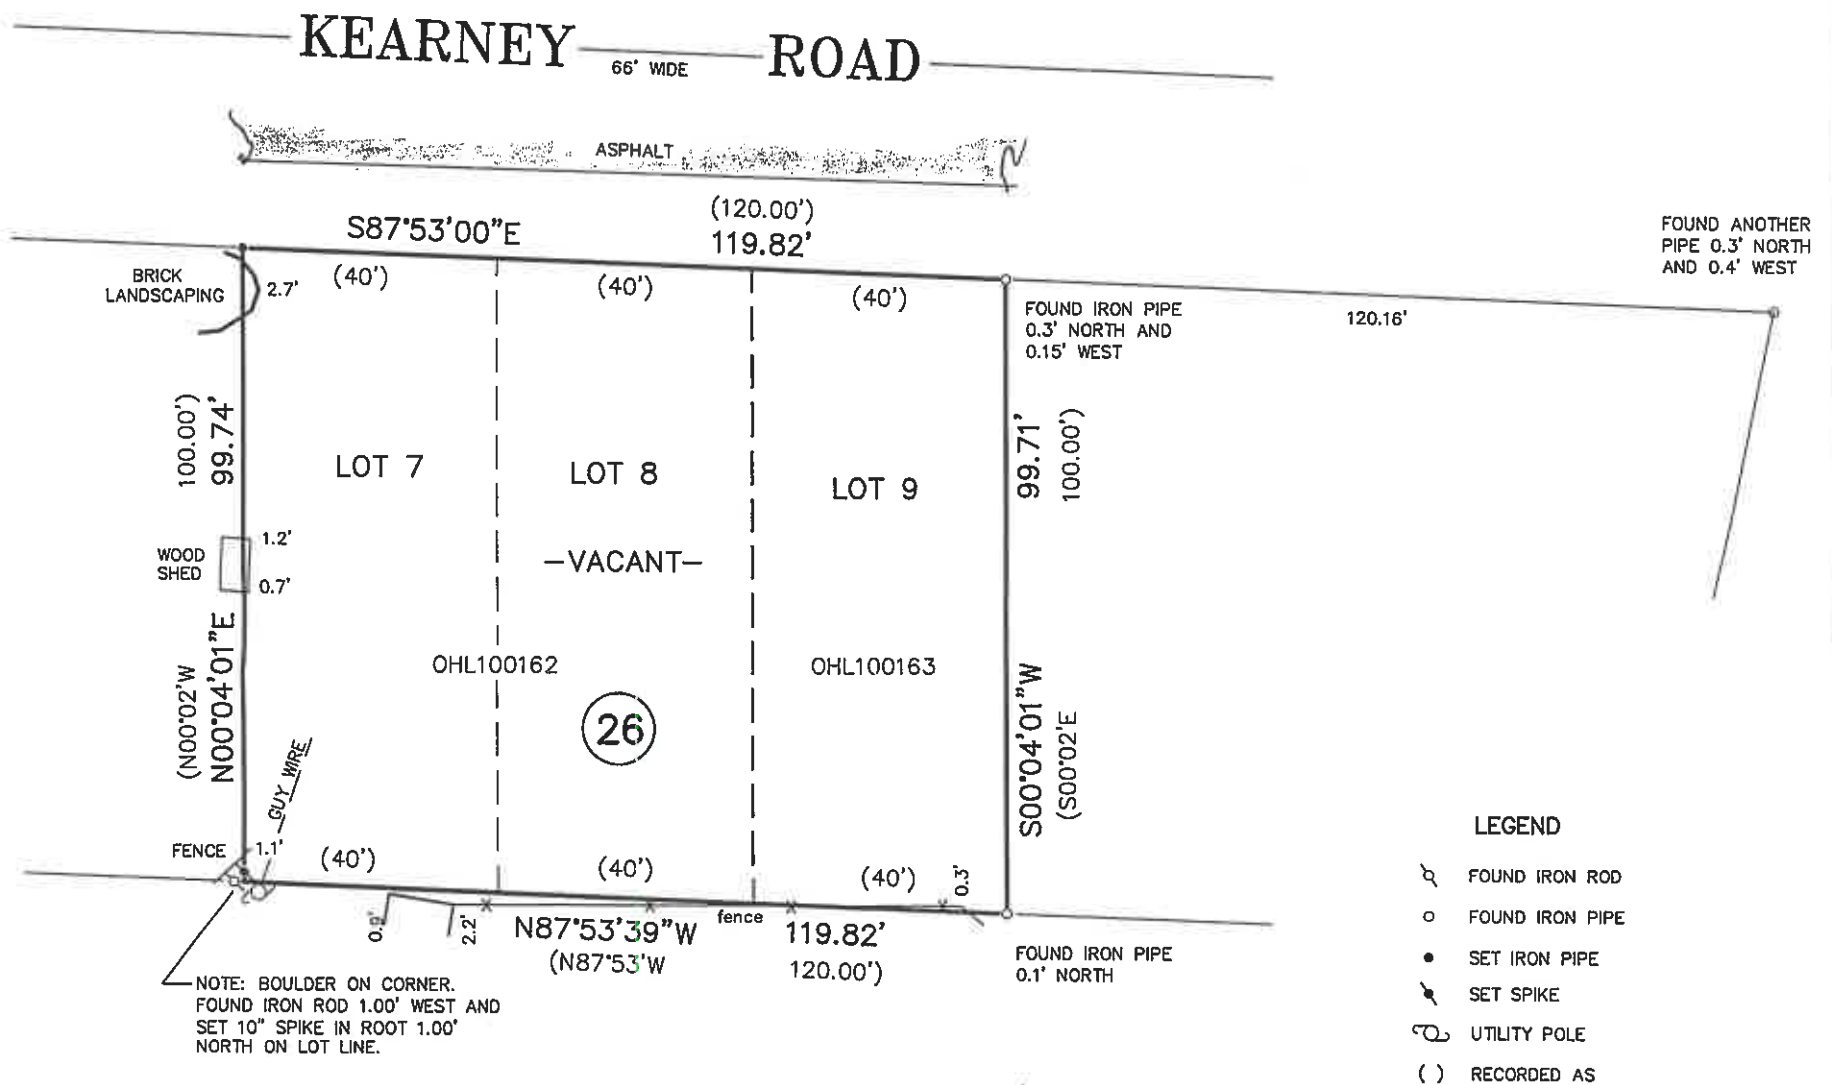 KEARNEY ROAD
66' WIDE
ASPHALT
(120.00')
S87°53'00"E 119.82'
FOUND ANOTHER
PIPE 0.3' NORTH
AND 0.4' WEST
BRICK
LANDSCAPING
2.7'
(40') (40') (40')
FOUND IRON PIPE
0.3' NORTH AND
0.15' WEST
120.16'
100.00')
99.74'
99.71'
100.00')
LOT 7 LOT 8 LOT 9
-VACANT-
WOOD
SHED
1.2'
0.7'
(N00°02'W
N00°04'01"E
OHL100162 OHL100163
26
S00°04'01"W
(S00°02'E
GUY WIRE
FENCE
1.1'
(40') (40') (40')
0.3'
0.9'
2.2'
fence
N87°53'39"W 119.82'
(N87°53'W 120.00')
FOUND IRON PIPE
0.1' NORTH
NOTE: BOULDER ON CORNER.
FOUND IRON ROD 1.00' WEST AND
SET 10" SPIKE IN ROOT 1.00'
NORTH ON LOT LINE.
LEGEND
FOUND IRON ROD
FOUND IRON PIPE
SET IRON PIPE
SET SPIKE
UTILITY POLE
( ) RECORDED AS